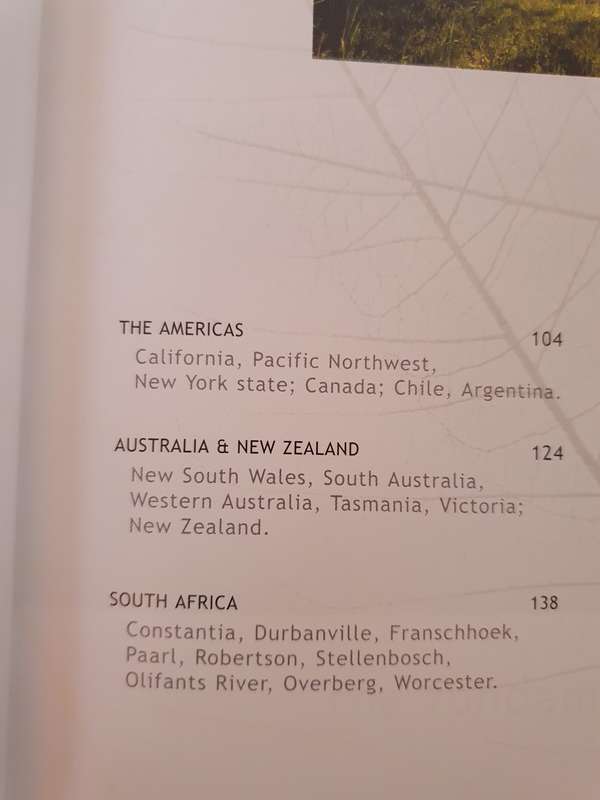 THE AMERICAS 104
California, Pacific Northwest,
New York state; Canada; Chile, Argentina.
AUSTRALIA & NEW ZEALAND 124
New South Wales, South Australia,
Western Australia, Tasmania, Victoria;
New Zealand.
SOUTH AFRICA 138
Constantia, Durbanville, Franschhoek,
Paarl, Robertson, Stellenbosch,
Olifants River, Overberg, Worcester.